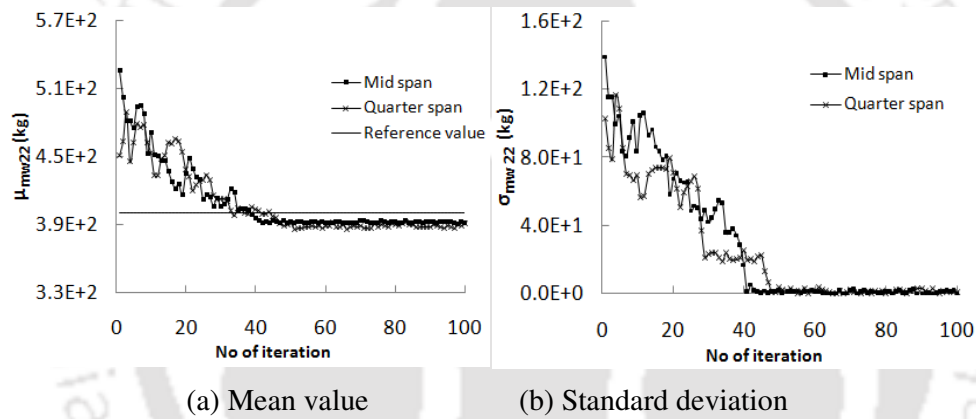 5.7E+2
5.1E+2
4.5E+2
3.9E+2
3.3E+2
μmw22 (kg)
Mid span
Quarter span
Reference value
0 20 40 60 80 100
No of iteration
(a) Mean value
1.6E+2
1.2E+2
8.0E+1
4.0E+1
0.0E+0
σmw 22 (kg)
Mid span
Quarter span
0 20 40 60 80 100
No of iteration
(b) Standard deviation